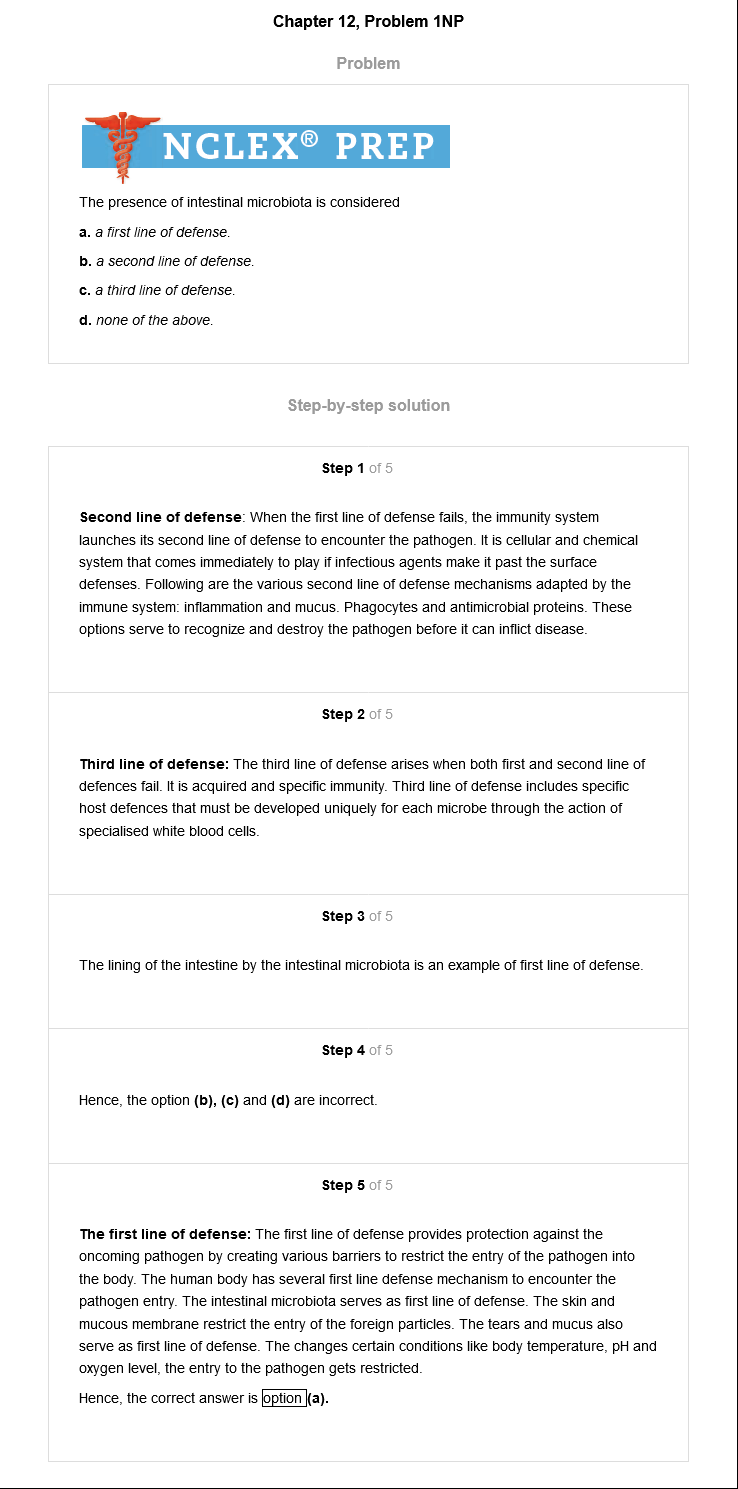 Chapter 12, Problem 1NP
Problem
NCLEX® PREP
The presence of intestinal microbiota is considered
a. a first line of defense.
b. a second line of defense.
c. a third line of defense.
d. none of the above.
Step-by-step solution
Step 1 of 5
Second line of defense: When the first line of defense fails, the immunity system
launches its second line of defense to encounter the pathogen. It is cellular and chemical
system that comes immediately to play if infectious agents make it past the surface
defenses. Following are the various second line of defense mechanisms adapted by the
immune system: inflammation and mucus. Phagocytes and antimicrobial proteins. These
options serve to recognize and destroy the pathogen before it can inflict disease.
Step 2 of 5
Third line of defense: The third line of defense arises when both first and second line of
defences fail. It is acquired and specific immunity. Third line of defense includes specific
host defences that must be developed uniquely for each microbe through the action of
specialised white blood cells.
Step 3 of 5
The lining of the intestine by the intestinal microbiota is an example of first line of defense.
Step 4 of 5
Hence, the option (b), (c) and (d) are incorrect.
Step 5 of 5
The first line of defense: The first line of defense provides protection against the
oncoming pathogen by creating various barriers to restrict the entry of the pathogen into
the body. The human body has several first line defense mechanism to encounter the
pathogen entry. The intestinal microbiota serves as first line of defense. The skin and
mucous membrane restrict the entry of the foreign particles. The tears and mucus also
serve as first line of defense. The changes certain conditions like body temperature, pH and
oxygen level, the entry to the pathogen gets restricted.
Hence, the correct answer is option (a).